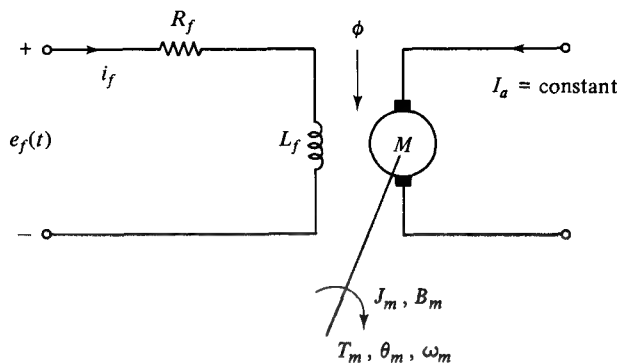 R_f
ϕ
+
i_f
I_a = constant
e_f(t)
L_f
M
−
J_m , B_m
T_m , θ_m , ω_m